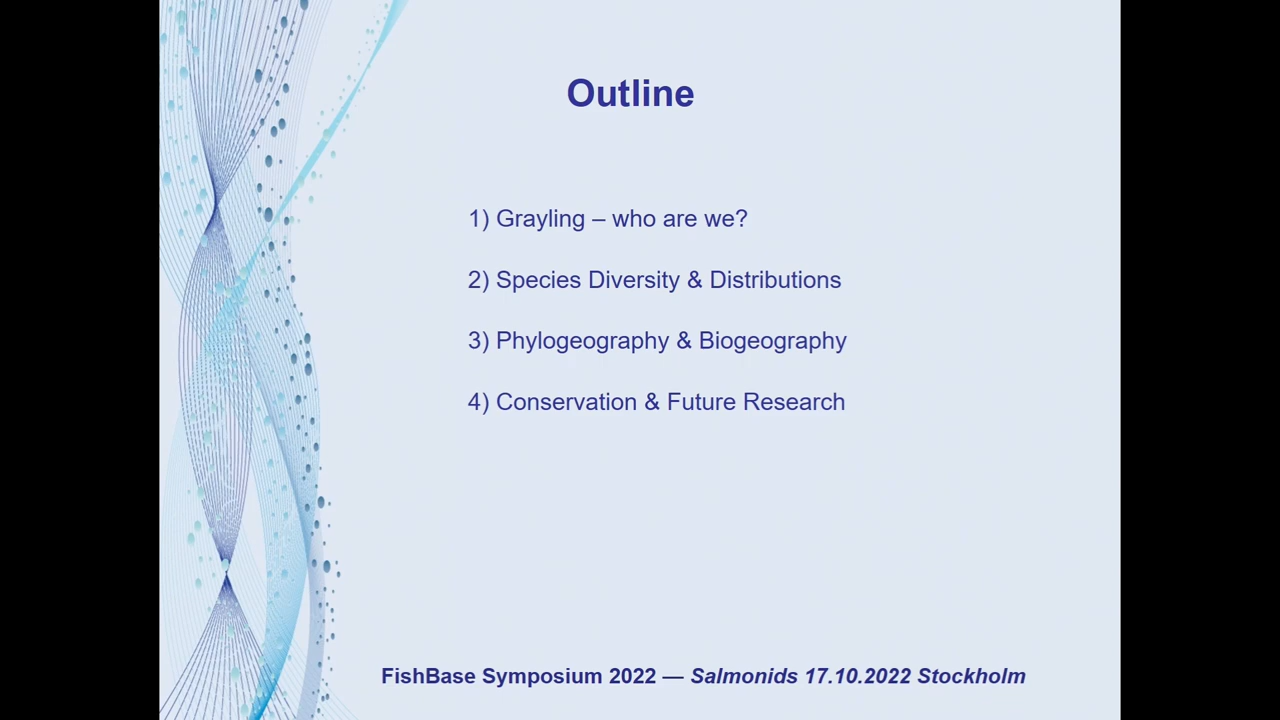 Outline
1) Grayling – who are we?
2) Species Diversity & Distributions
3) Phylogeography & Biogeography
4) Conservation & Future Research
FishBase Symposium 2022 — Salmonids 17.10.2022 Stockholm